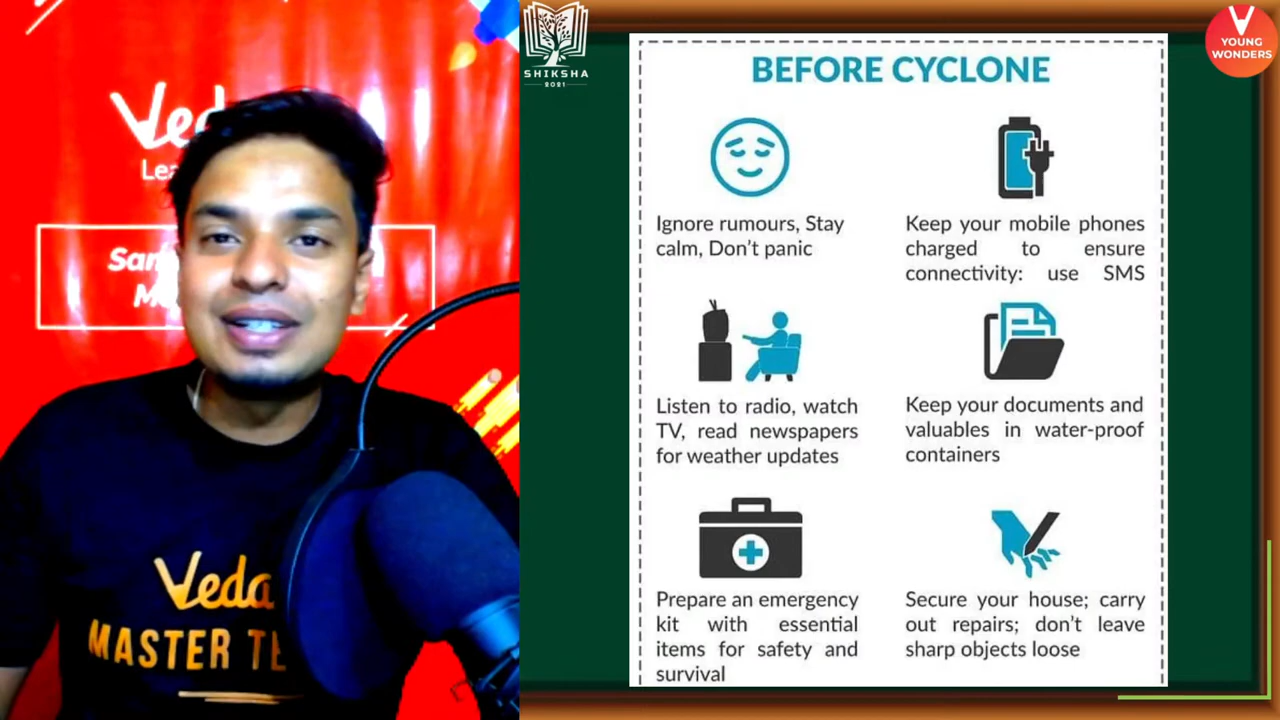 Veda
MASTER TE
SHIKSHA
2021
YOUNG
WONDERS
BEFORE CYCLONE
Ignore rumours, Stay
calm, Don't panic
Keep your mobile phones
charged to ensure
connectivity: use SMS
Listen to radio, watch
TV, read newspapers
for weather updates
Keep your documents and
valuables in water-proof
containers
Prepare an emergency
kit with essential
items for safety and
survival
Secure your house; carry
out repairs; don't leave
sharp objects loose